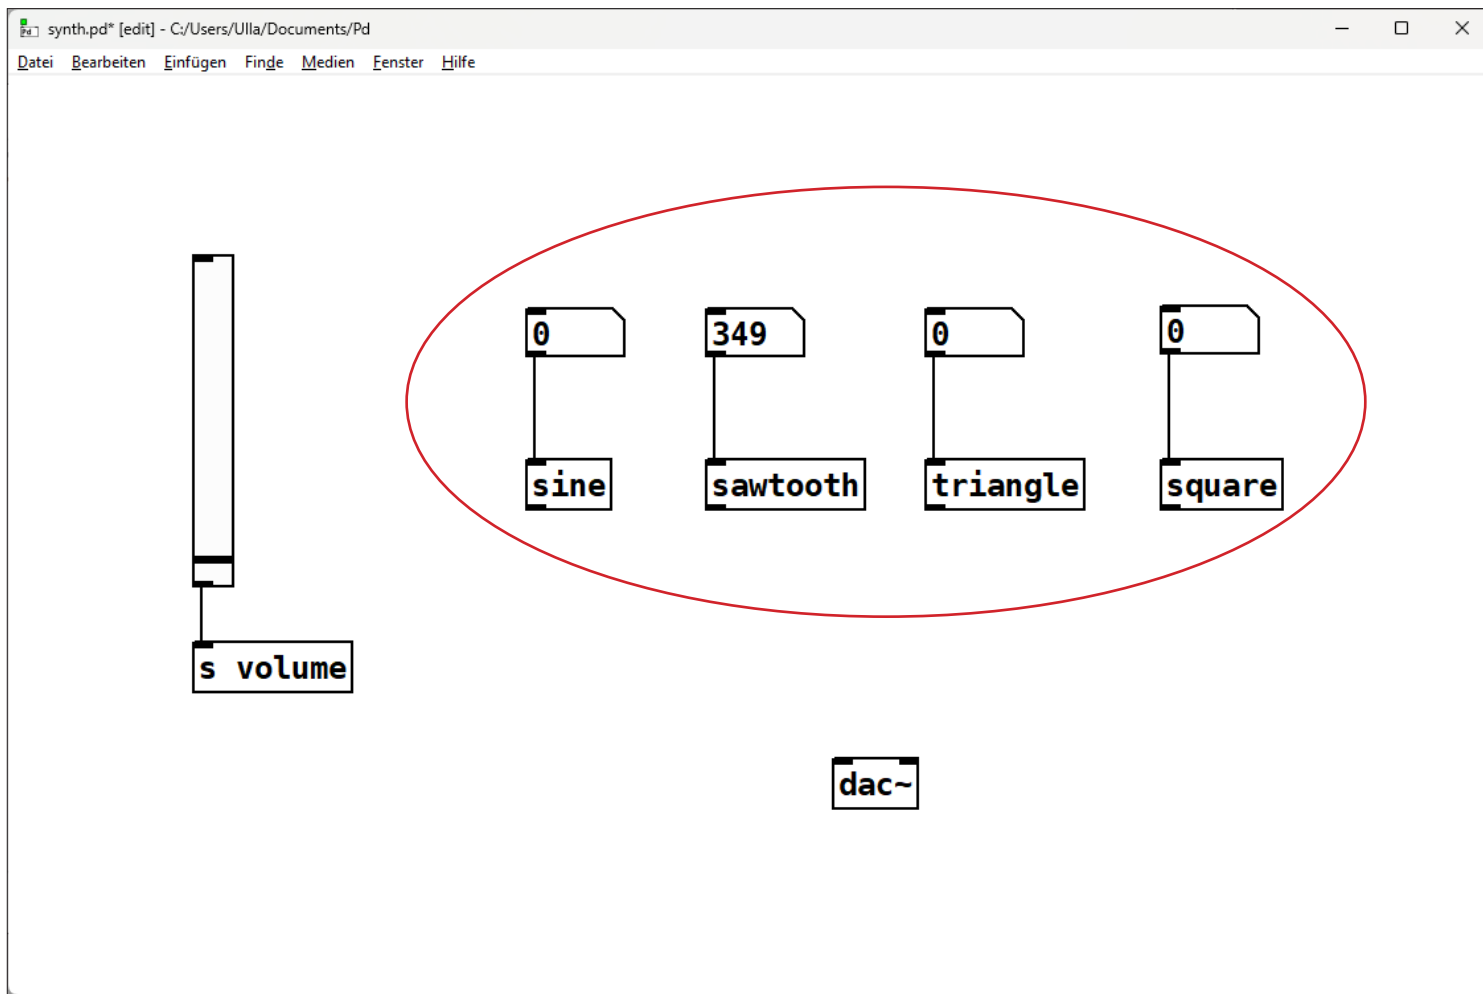 synth.pd* [edit] - C:/Users/Ulla/Documents/Pd
Datei Bearbeiten Einfügen Finde Medien Fenster Hilfe
0 349 0 0
sine sawtooth triangle square
s volume
dac~